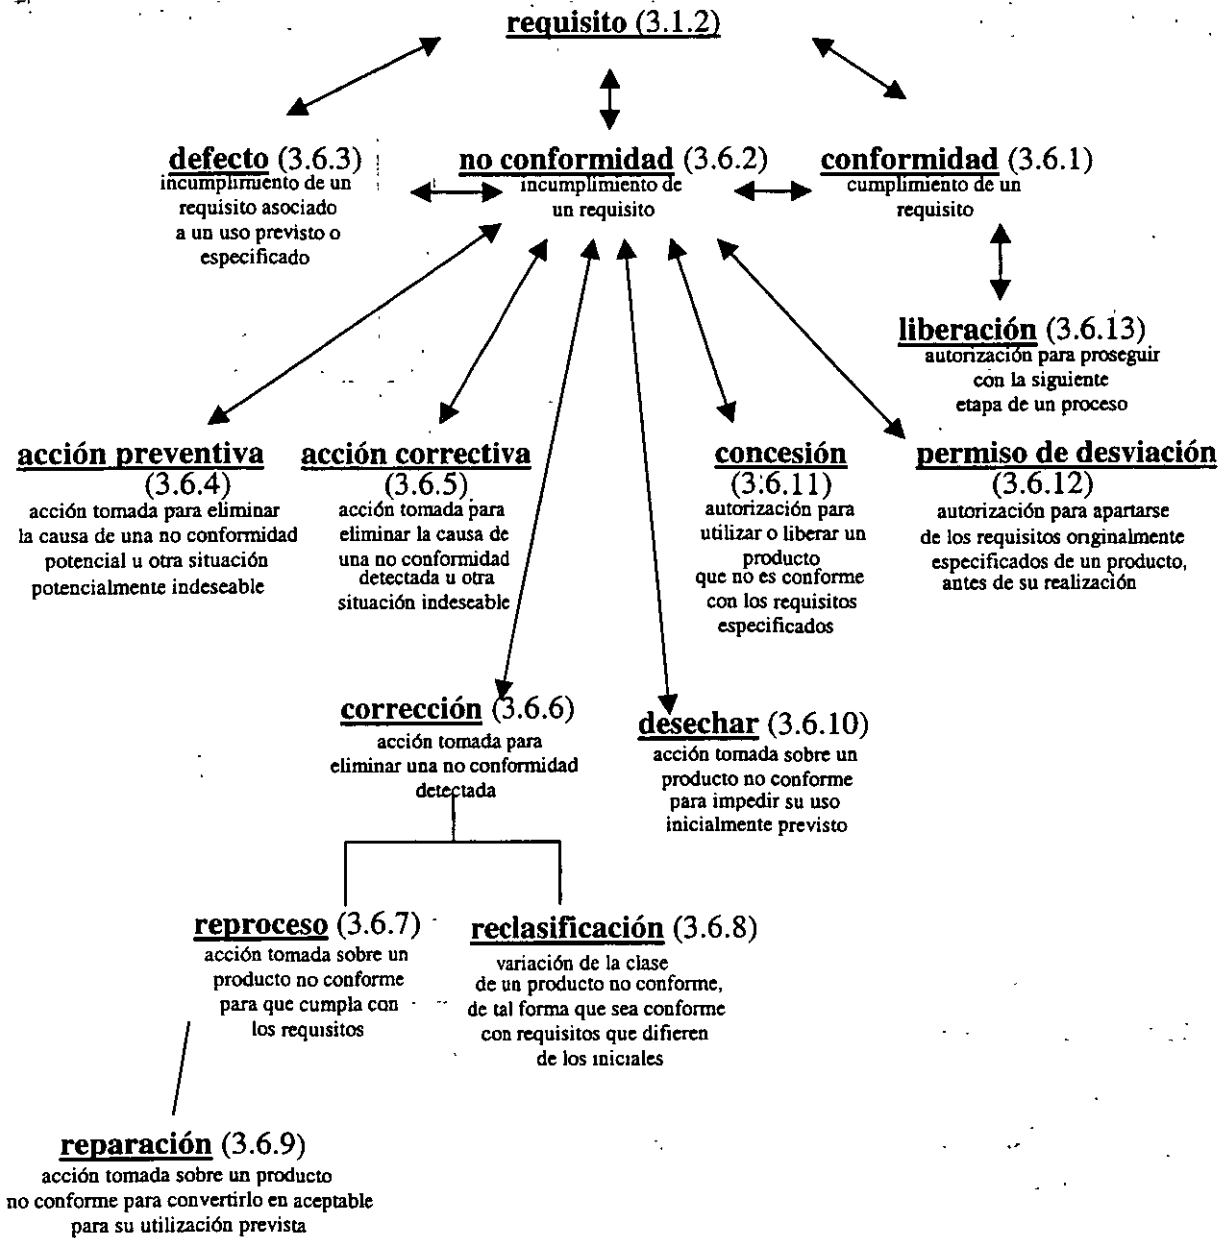 requisito (3.1.2)
defecto (3.6.3)
incumplimiento de un
requisito asociado
a un uso previsto o
especificado
no conformidad (3.6.2)
incumplimiento de
un requisito
conformidad (3.6.1)
cumplimiento de un
requisito
liberación (3.6.13)
autorización para proseguir
con la siguiente
etapa de un proceso
acción preventiva
(3.6.4)
acción tomada para eliminar
la causa de una no conformidad
potencial u otra situación
potencialmente indeseable
acción correctiva
(3.6.5)
acción tomada para
eliminar la causa de
una no conformidad
detectada u otra
situación indeseable
concesión
(3.6.11)
autorización para
utilizar o liberar un
producto
que no es conforme
con los requisitos
especificados
permiso de desviación
(3.6.12)
autorización para apartarse
de los requisitos originalmente
especificados de un producto,
antes de su realización
corrección (3.6.6)
acción tomada para
eliminar una no conformidad
detectada
desechar (3.6.10)
acción tomada sobre un
producto no conforme
para impedir su uso
inicialmente previsto
reproceso (3.6.7)
acción tomada sobre un
producto no conforme
para que cumpla con
los requisitos
reclasificación (3.6.8)
variación de la clase
de un producto no conforme,
de tal forma que sea conforme
con requisitos que difieren
de los iniciales
reparación (3.6.9)
acción tomada sobre un producto
no conforme para convertirlo en aceptable
para su utilización prevista